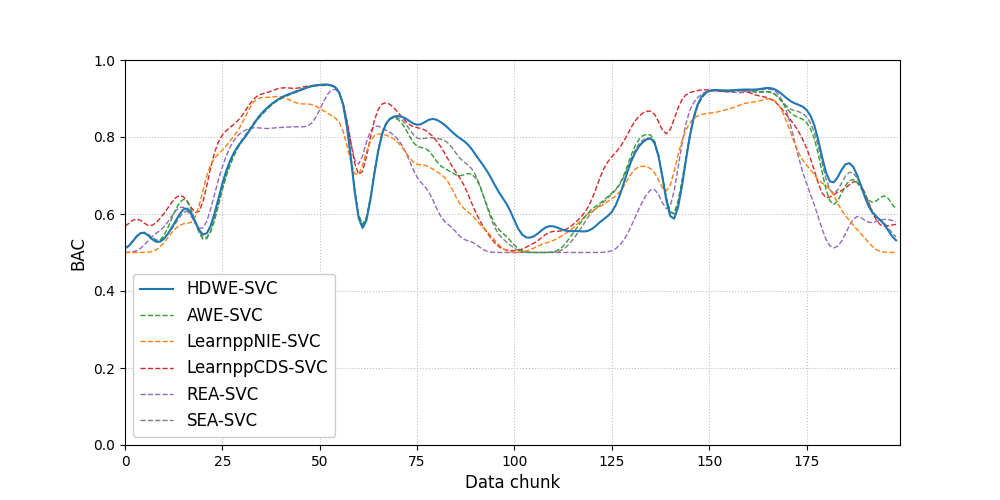 1.0
0.8
0.6
0.4
0.2
0.0
BAC
HDWE-SVC
AWE-SVC
LearnppNIE-SVC
LearnppCDS-SVC
REA-SVC
SEA-SVC
0 25 50 75 100 125 150 175
Data chunk